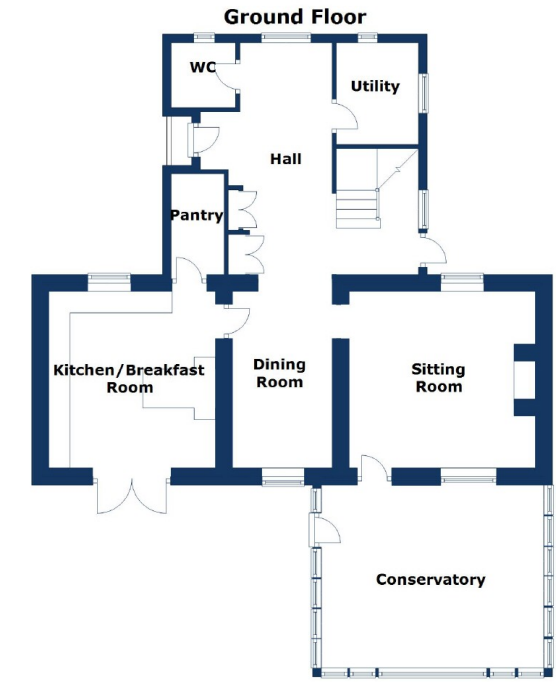 Ground Floor
WC
Utility
Hall
Pantry
Kitchen/Breakfast
Room
Dining
Room
Sitting
Room
Conservatory